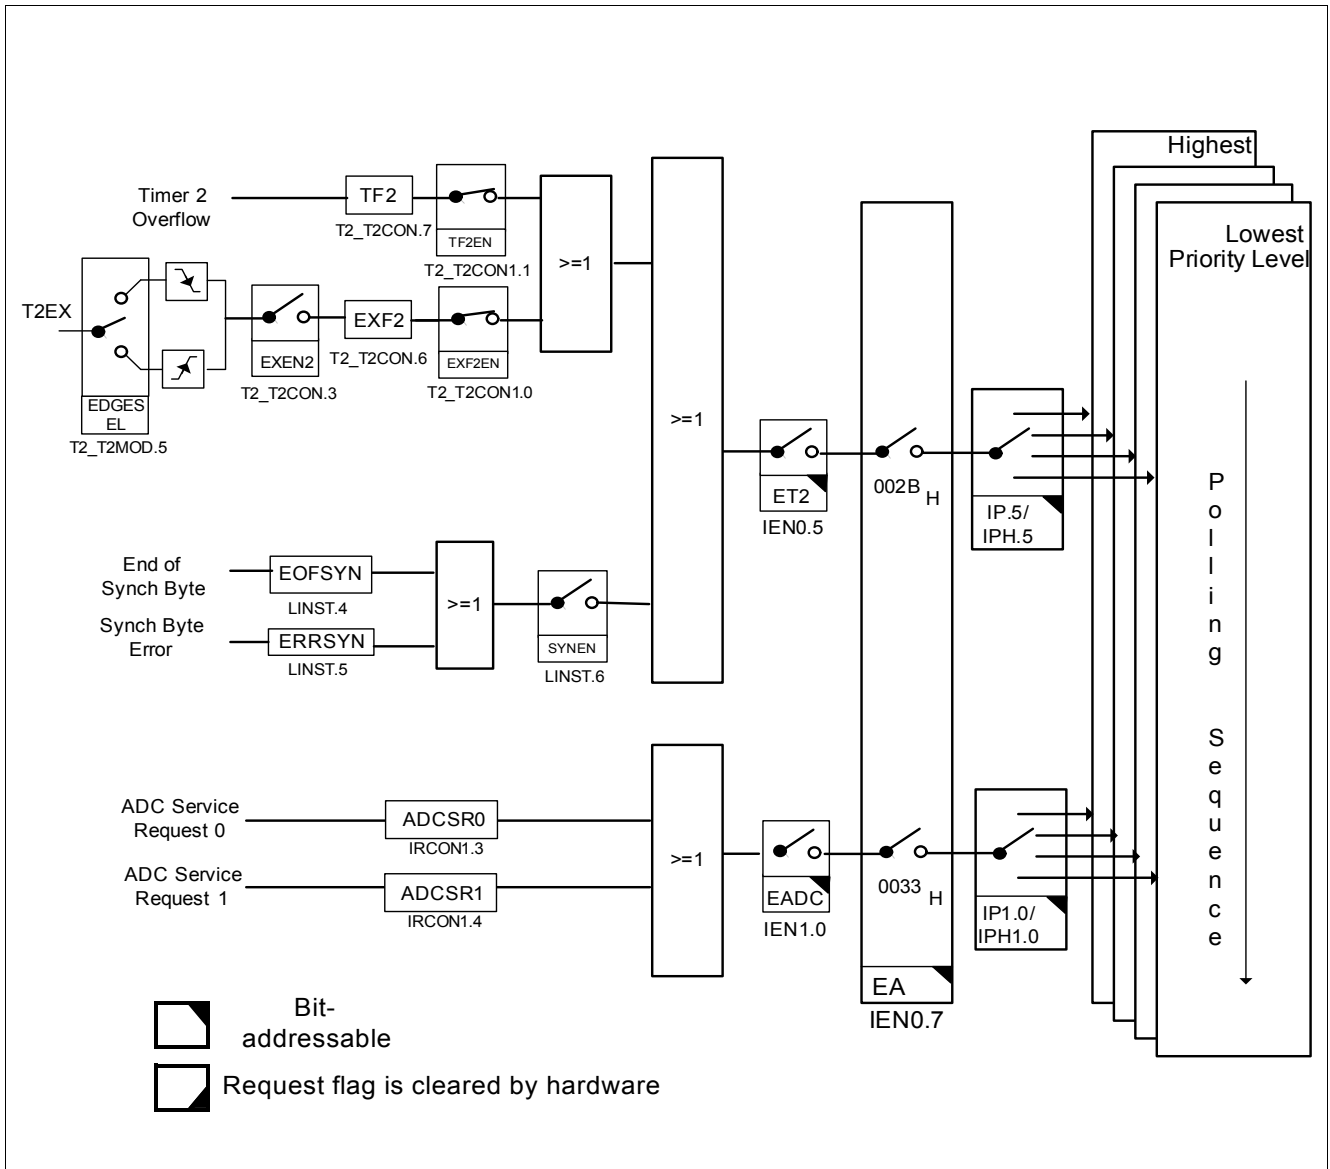 Highest
Lowest
Priority Level
Timer 2
Overflow
TF2
T2_T2CON.7
TF2EN
T2_T2CON1.1
>=1
T2EX
EDGES
EL
T2_T2MOD.5
EXEN2
T2_T2CON.3
EXF2
T2_T2CON.6
EXF2EN
T2_T2CON1.0
>=1
ET2
IEN0.5
002B H
IP.5/
IPH.5
End of
Synch Byte
EOFSYN
LINST.4
Synch Byte
Error
ERRSYN
LINST.5
>=1
SYNEN
LINST.6
Polling Sequence
ADC Service
Request 0
ADCSR0
IRCON1.3
ADC Service
Request 1
ADCSR1
IRCON1.4
>=1
EADC
IEN1.0
0033 H
IP1.0/
IPH1.0
EA
IEN0.7
Bit-
addressable
Request flag is cleared by hardware